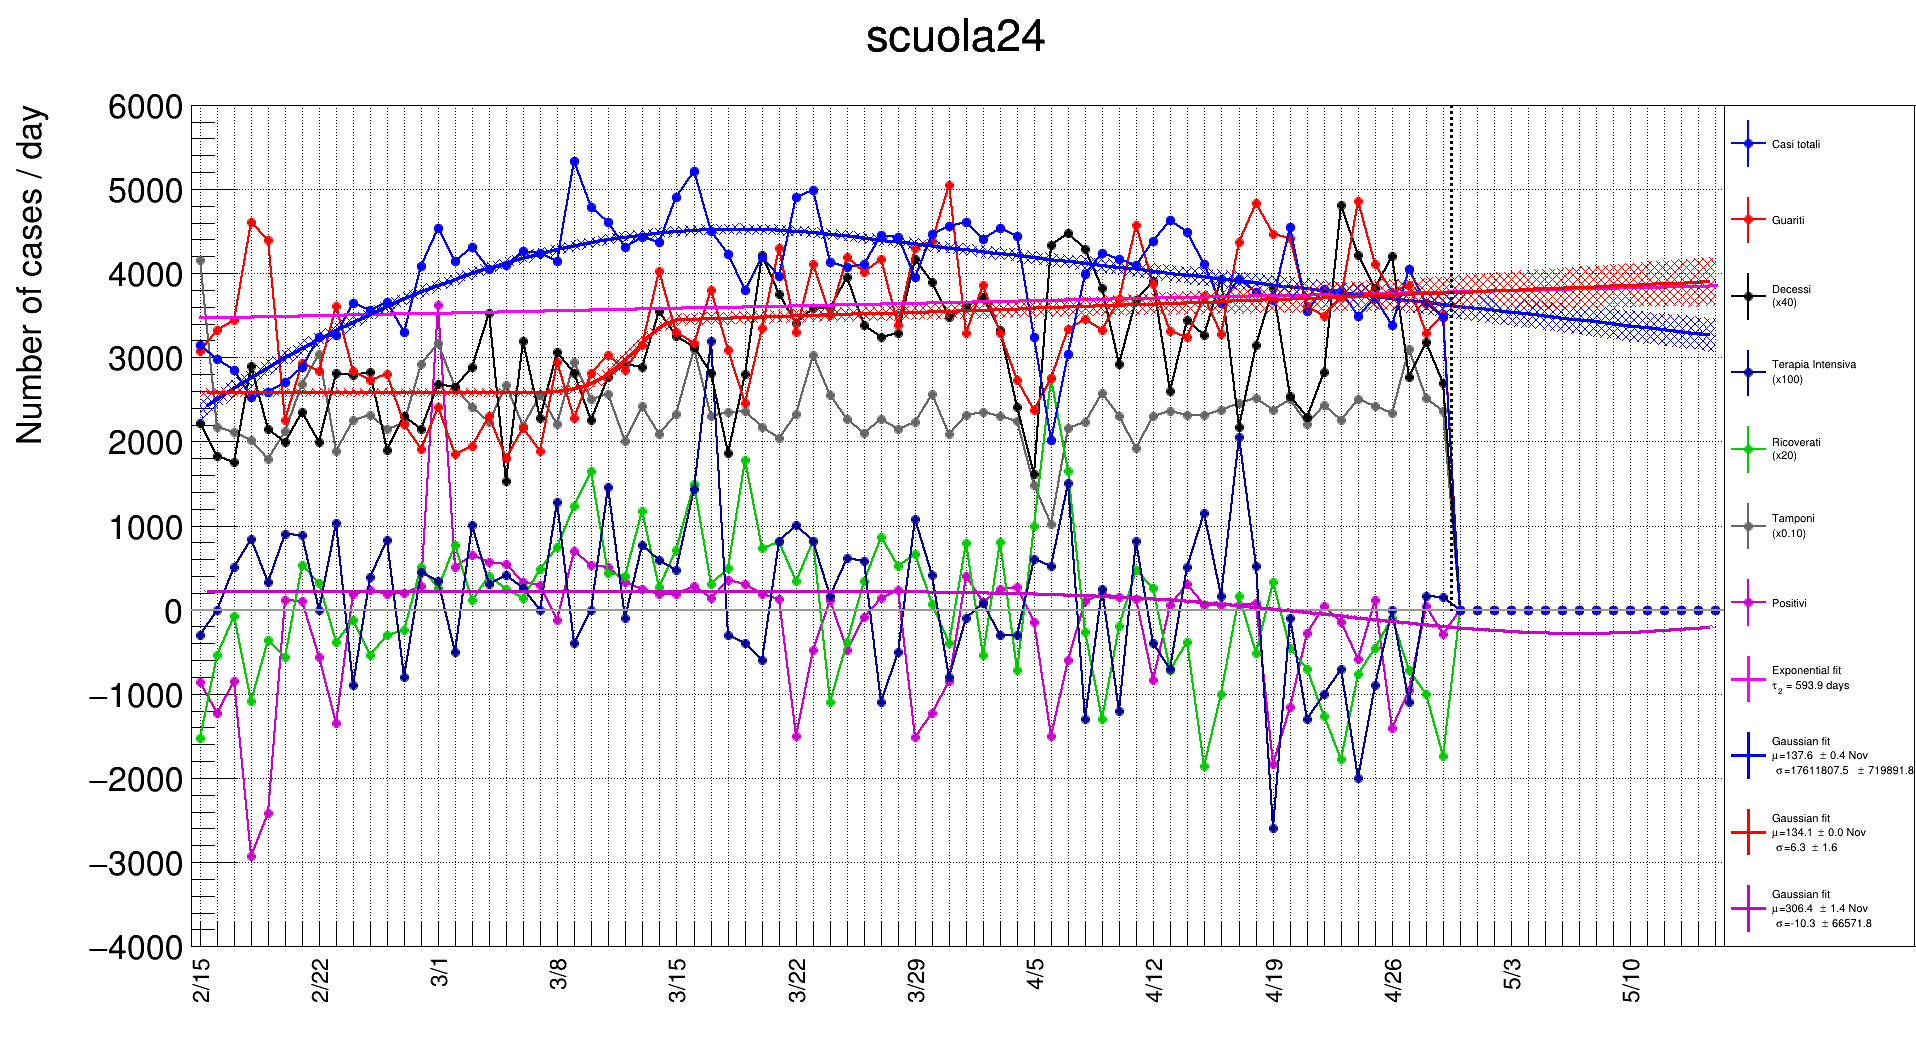 scuola24
Number of cases / day
6000
5000
4000
3000
2000
1000
0
−1000
−2000
−3000
−4000
2/15
2/22
3/1
3/8
3/15
3/22
3/29
4/5
4/12
4/19
4/26
5/3
5/10
Casi totali
Guariti
Decessi
(x40)
Terapia Intensiva
(x100)
Ricoverati
(x20)
Tamponi
(x0.10)
Positivi
Exponential fit
τ2 = 593.9 days
Gaussian fit
μ=137.6 ± 0.4 Nov
σ=17611807.5 ± 719891.8
Gaussian fit
μ=134.1 ± 0.0 Nov
σ=6.3 ± 1.6
Gaussian fit
μ=306.4 ± 1.4 Nov
σ=-10.3 ± 66571.8